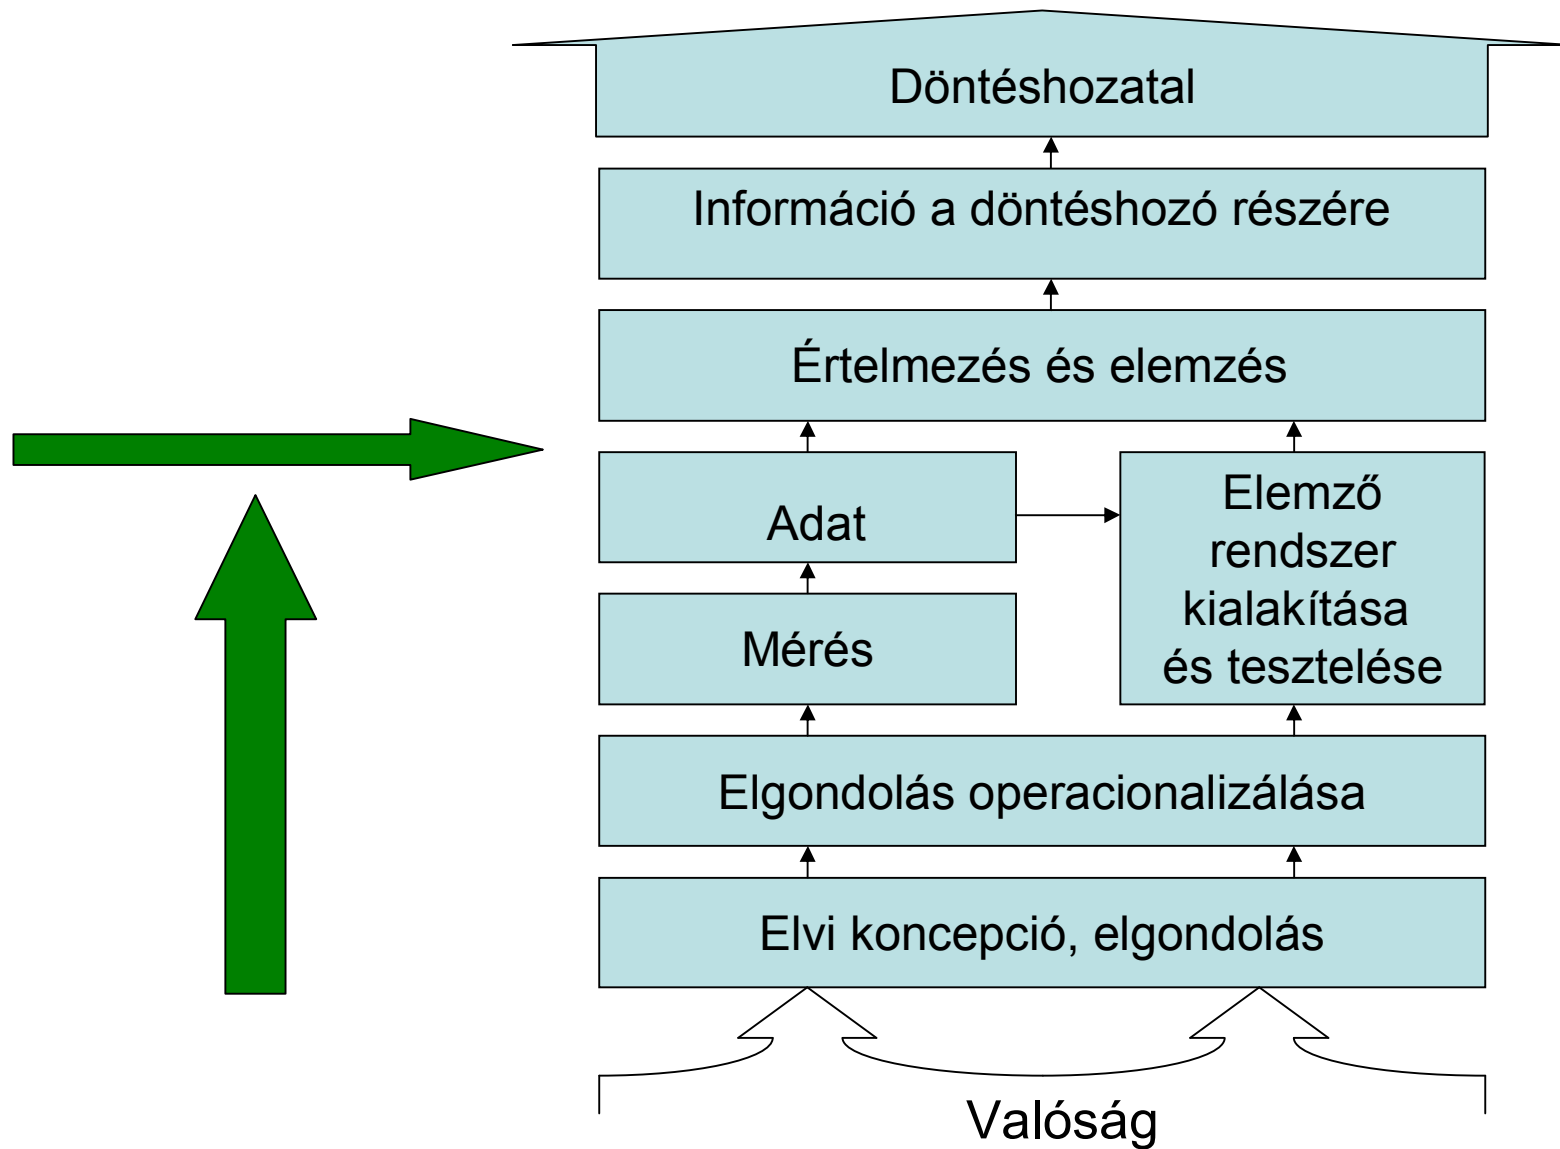 Döntéshozatal
Információ a döntéshozó részére
Értelmezés és elemzés
Adat
Elemző
rendszer
kialakítása
és tesztelése
Mérés
Elgondolás operacionalizálása
Elvi koncepció, elgondolás
Valóság